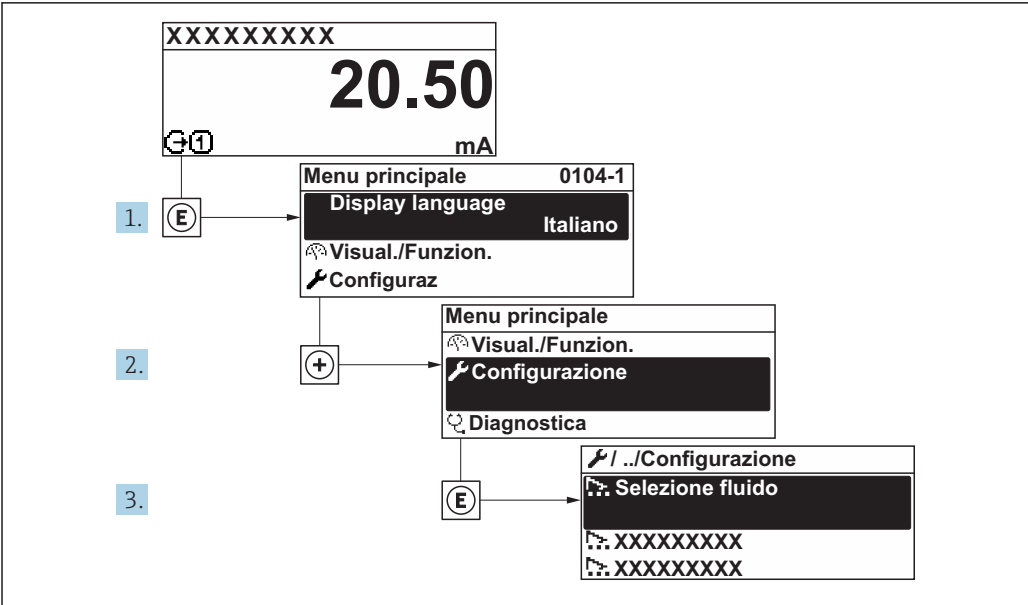 XXXXXXXXX
20.50
mA
1.
E
Menu principale 0104-1
Display language
Italiano
Visual./Funzion.
Configuraz
2.
+
Menu principale
Visual./Funzion.
Configurazione
Diagnostica
3.
E
/ ../Configurazione
Selezione fluido
XXXXXXXXX
XXXXXXXXX